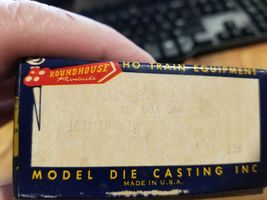 ROUNDHOUSE
Products
HO TRAIN EQUIPMENT
MODEL DIE CASTING INC.
MADE IN U.S.A.